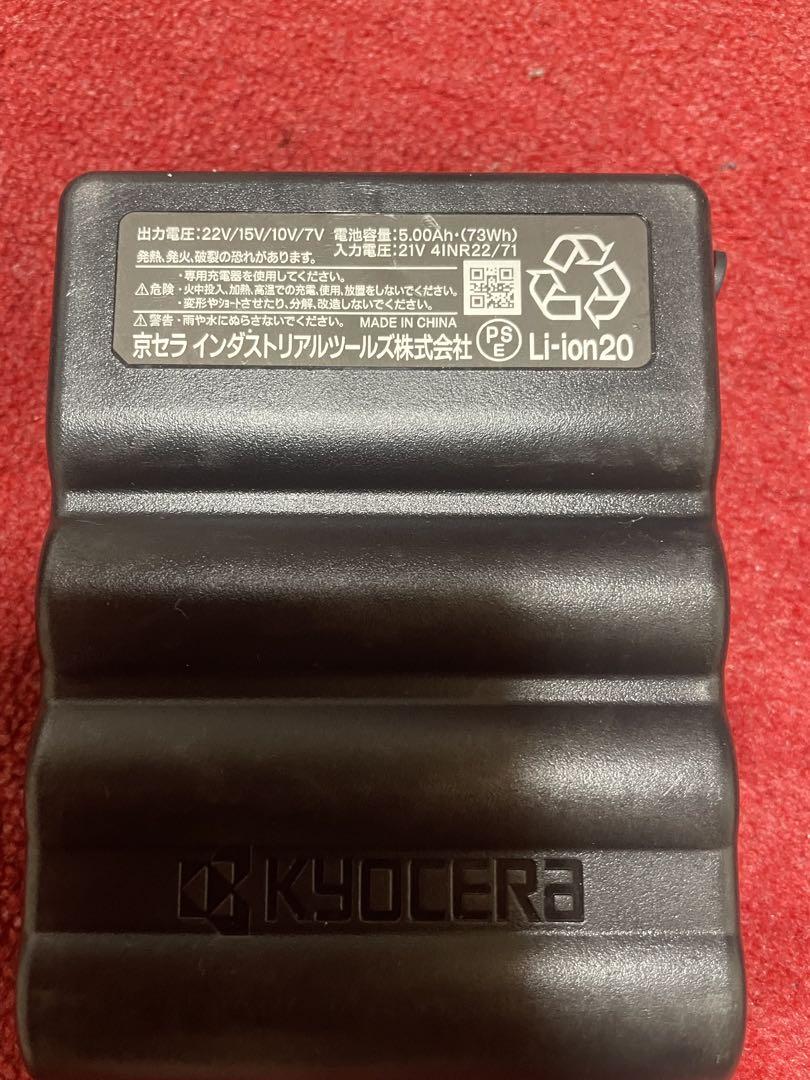 出力電圧:22V/15V/10V/7V 電池容量:5.00Ah・(73Wh)
入力電圧:21V 4INR22/71
発熱、発火、破裂の恐れがあります。
・専用充電器を使用してください。
⚠危険・火中投入、加熱、高温での充電、使用、放置をしないでください。
・変形やショートさせたり、分解、改造しないでください。
⚠警告・雨や水にぬらさないでください。 MADE IN CHINA
京セラ インダストリアルツールズ株式会社 PSE Li-ion20
KYOCERA